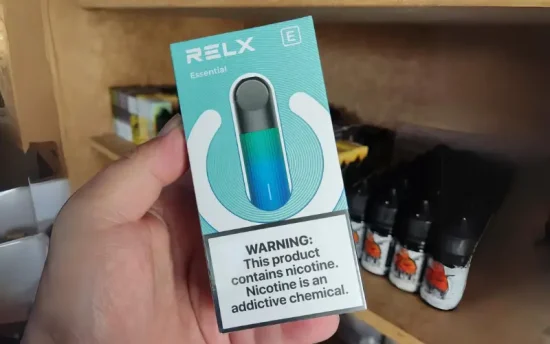 RELX
E
Essential
WARNING:
This product
contains nicotine.
Nicotine is an
addictive chemical.